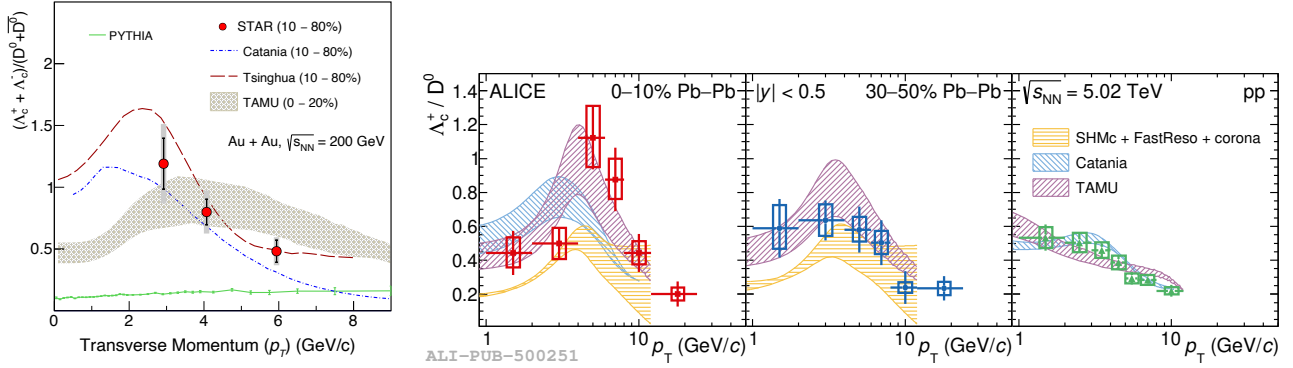 (Λc+ + Λc-)/(D0+D0)
2
1.5
1
0.5
PYTHIA
STAR (10 − 80%)
Catania (10 − 80%)
Tsinghua (10 − 80%)
TAMU (0 − 20%)
Au + Au, √sNN = 200 GeV
0 2 4 6 8
Transverse Momentum (pT) (GeV/c)
Λc+ / D0
1.4
1.2
1.0
0.8
0.6
0.4
0.2
ALICE 0−10% Pb−Pb
|y| < 0.5 30−50% Pb−Pb
√sNN = 5.02 TeV pp
SHMc + FastReso + corona
Catania
TAMU
1 10 1 10 1 10
pT (GeV/c) pT (GeV/c) pT (GeV/c)
ALI−PUB−500251